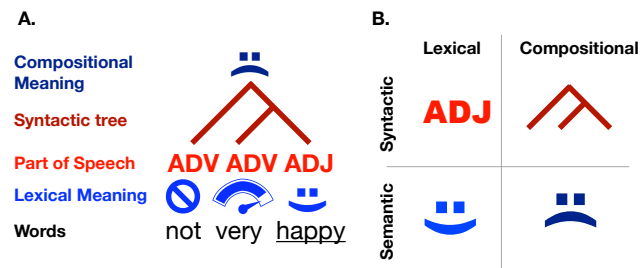 A.
Compositional
Meaning
Syntactic tree
Part of Speech ADV ADV ADJ
Lexical Meaning
Words not very happy
B.
Lexical Compositional
Syntactic
ADJ
Semantic